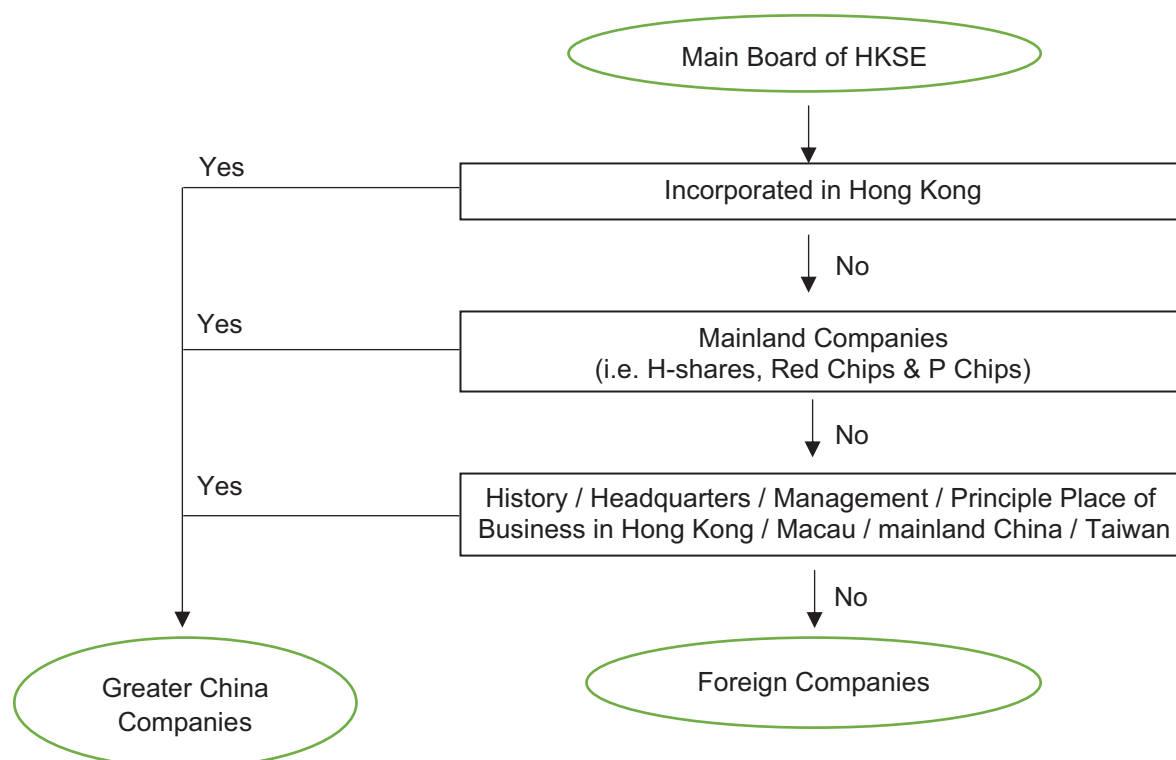 Main Board of HKSE
Yes
Incorporated in Hong Kong
No
Yes
Mainland Companies
(i.e. H-shares, Red Chips & P Chips)
No
Yes
History / Headquarters / Management / Principle Place of
Business in Hong Kong / Macau / mainland China / Taiwan
No
Greater China
Companies
Foreign Companies